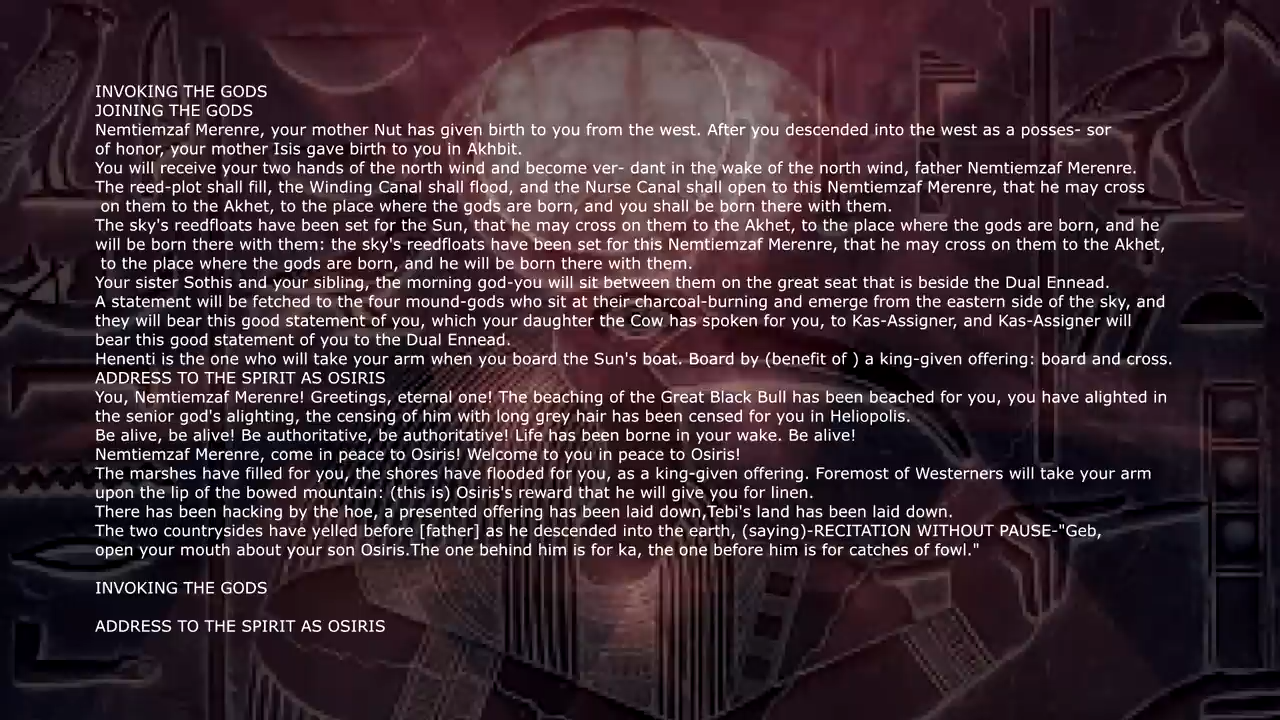 INVOKING THE GODS
JOINING THE GODS
Nemtiemzaf Merenre, your mother Nut has given birth to you from the west. After you descended into the west as a posses- sor
of honor, your mother Isis gave birth to you in Akhbit.
You will receive your two hands of the north wind and become ver- dant in the wake of the north wind, father Nemtiemzaf Merenre.
The reed-plot shall fill, the Winding Canal shall flood, and the Nurse Canal shall open to this Nemtiemzaf Merenre, that he may cross
on them to the Akhet, to the place where the gods are born, and you shall be born there with them.
The sky's reedfloats have been set for the Sun, that he may cross on them to the Akhet, to the place where the gods are born, and he
will be born there with them: the sky's reedfloats have been set for this Nemtiemzaf Merenre, that he may cross on them to the Akhet,
to the place where the gods are born, and he will be born there with them.
Your sister Sothis and your sibling, the morning god-you will sit between them on the great seat that is beside the Dual Ennead.
A statement will be fetched to the four mound-gods who sit at their charcoal-burning and emerge from the eastern side of the sky, and
they will bear this good statement of you, which your daughter the Cow has spoken for you, to Kas-Assigner, and Kas-Assigner will
bear this good statement of you to the Dual Ennead.
Henenti is the one who will take your arm when you board the Sun's boat. Board by (benefit of ) a king-given offering: board and cross.
ADDRESS TO THE SPIRIT AS OSIRIS
You, Nemtiemzaf Merenre! Greetings, eternal one! The beaching of the Great Black Bull has been beached for you, you have alighted in
the senior god's alighting, the censing of him with long grey hair has been censed for you in Heliopolis.
Be alive, be alive! Be authoritative, be authoritative! Life has been borne in your wake. Be alive!
Nemtiemzaf Merenre, come in peace to Osiris! Welcome to you in peace to Osiris!
The marshes have filled for you, the shores have flooded for you, as a king-given offering. Foremost of Westerners will take your arm
upon the lip of the bowed mountain: (this is) Osiris's reward that he will give you for linen.
There has been hacking by the hoe, a presented offering has been laid down,Tebi's land has been laid down.
The two countrysides have yelled before [father] as he descended into the earth, (saying)-RECITATION WITHOUT PAUSE-"Geb,
open your mouth about your son Osiris.The one behind him is for ka, the one before him is for catches of fowl."
INVOKING THE GODS
ADDRESS TO THE SPIRIT AS OSIRIS